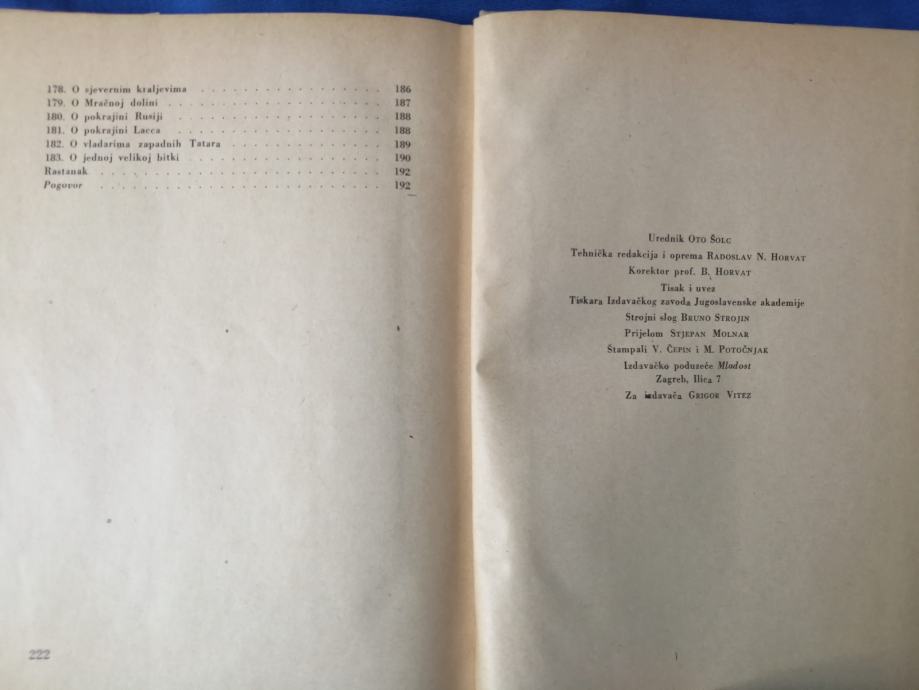 178. O sjevernim kraljevima . . . . . . . . . . . . . . . . . 186
179. O Mračnoj dolini . . . . . . . . . . . . . . . . . . . . 187
180. O pokrajini Rusiji . . . . . . . . . . . . . . . . . . . 188
181. O pokrajini Lacca . . . . . . . . . . . . . . . . . . . 188
182. O vladarima zapadnih Tatara . . . . . . . . . . . . . . . 189
183. O jednoj velikoj bitki . . . . . . . . . . . . . . . . . . 190
Rastanak . . . . . . . . . . . . . . . . . . . . . . . . 192
Pogovor . . . . . . . . . . . . . . . . . . . . . . . . 192
222
Urednik OTO ŠOLC
Tehnička redakcija i oprema RADOSLAV N. HORVAT
Korektor prof. B. HORVAT
Tisak i uvez
Tiskara Izdavačkog zavoda Jugoslavenske akademije
Strojni slog BRUNO STROJIN
Prijelom STJEPAN MOLNAR
Štampali V. ČEPIN i M. POTOČNJAK
Izdavačko poduzeće Mladost
Zagreb, Ilica 7
Za izdavača GRIGOR VITEZ